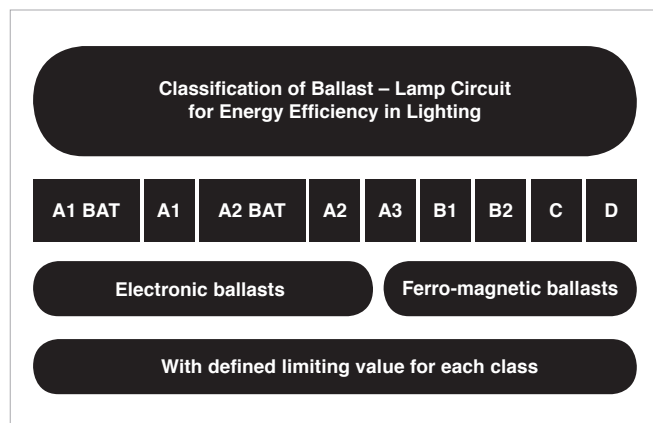 Classification of Ballast – Lamp Circuit
for Energy Efficiency in Lighting
A1 BAT A1 A2 BAT A2 A3 B1 B2 C D
Electronic ballasts Ferro-magnetic ballasts
With defined limiting value for each class